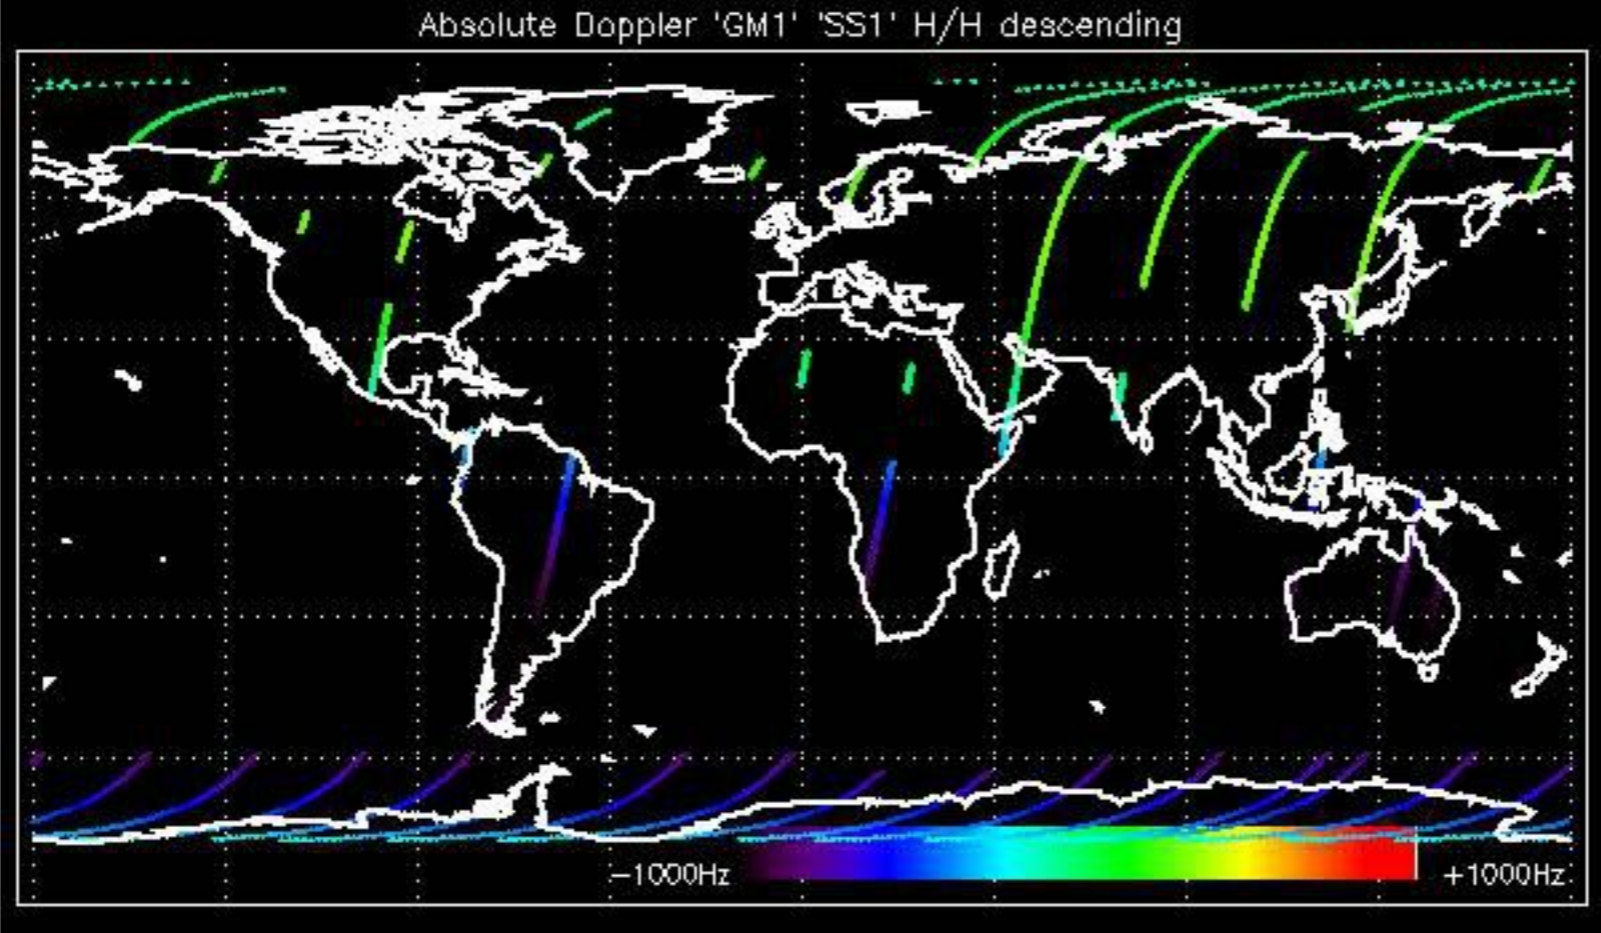 Absolute Doppler 'GM1' 'SS1' H/H descending
−1000Hz +1000Hz